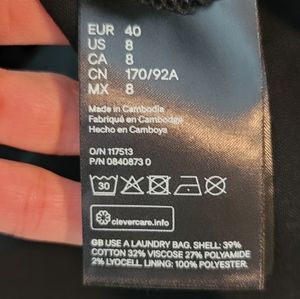 EUR 40
US 8
CA 8
CN 170/92A
MX 8
Made in Cambodia
Fabriqué en Cambodge
Hecho en Camboya
O/N 117513
P/N 0840873 0
30
clevercare.info
GB USE A LAUNDRY BAG. SHELL: 39%
COTTON 32% VISCOSE 27% POLYAMIDE
2% LYOCELL. LINING: 100% POLYESTER.